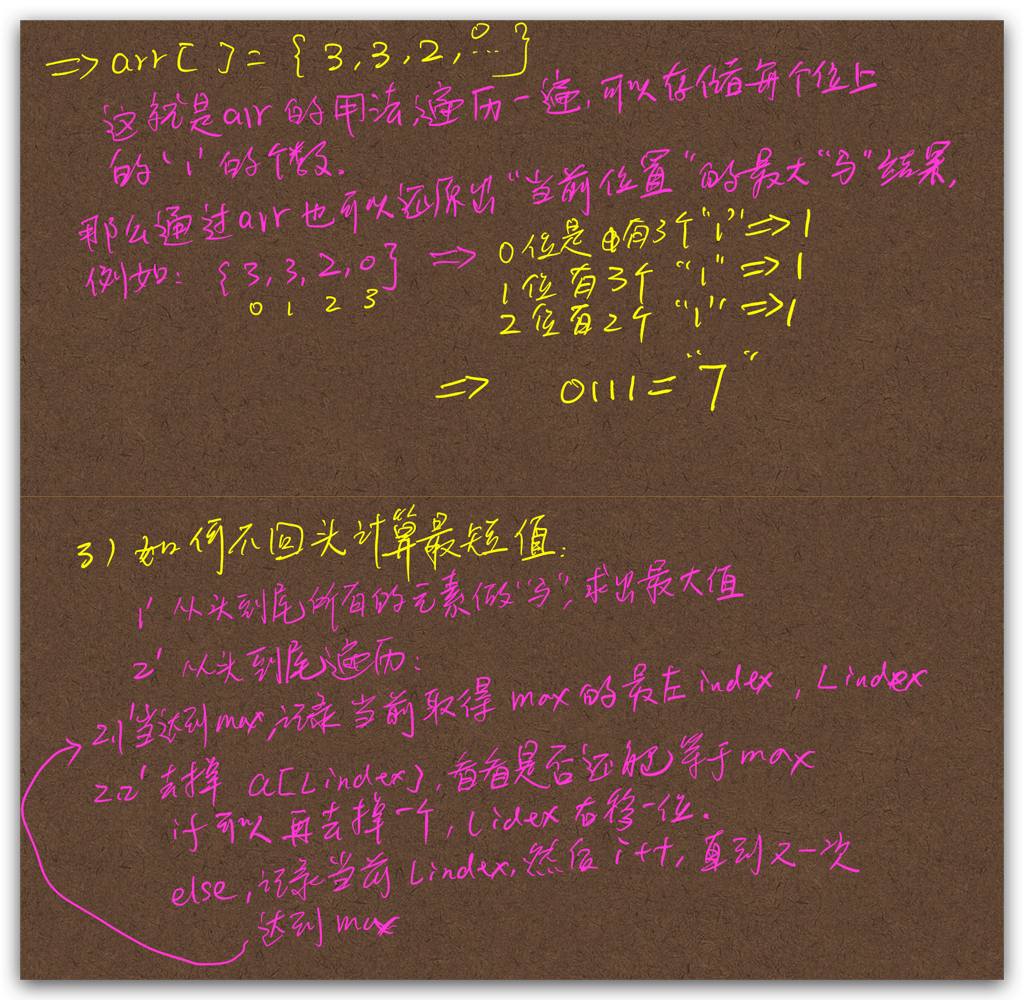 => arr[ ] = { 3, 3, 2, 0... }
这就是arr的用法,遍历一遍,可以存储每个位上
的'1'的个数.
那么通过arr也可以还原出"当前位置"的最大"与"结果,
例如: {3, 3, 2, 0} => 0位是有3个"1" => 1
0 1 2 3
1位有3个 "1" => 1
2位有2个 "1" => 1
=> 0111 = "7"
3) 如何不回头计算最短值:
1' 从头到尾所有的元素做"与",求出最大值
2' 从头到尾遍历:
2.1' 当达到max,记录当前取得max的最左index, Lindex
2.2' 去掉 a[Lindex], 看看是否还能等于max
if可以再去掉一个, Lidex右移一位.
else, 记录当前Lindex, 然后i++, 直到又一次
达到max